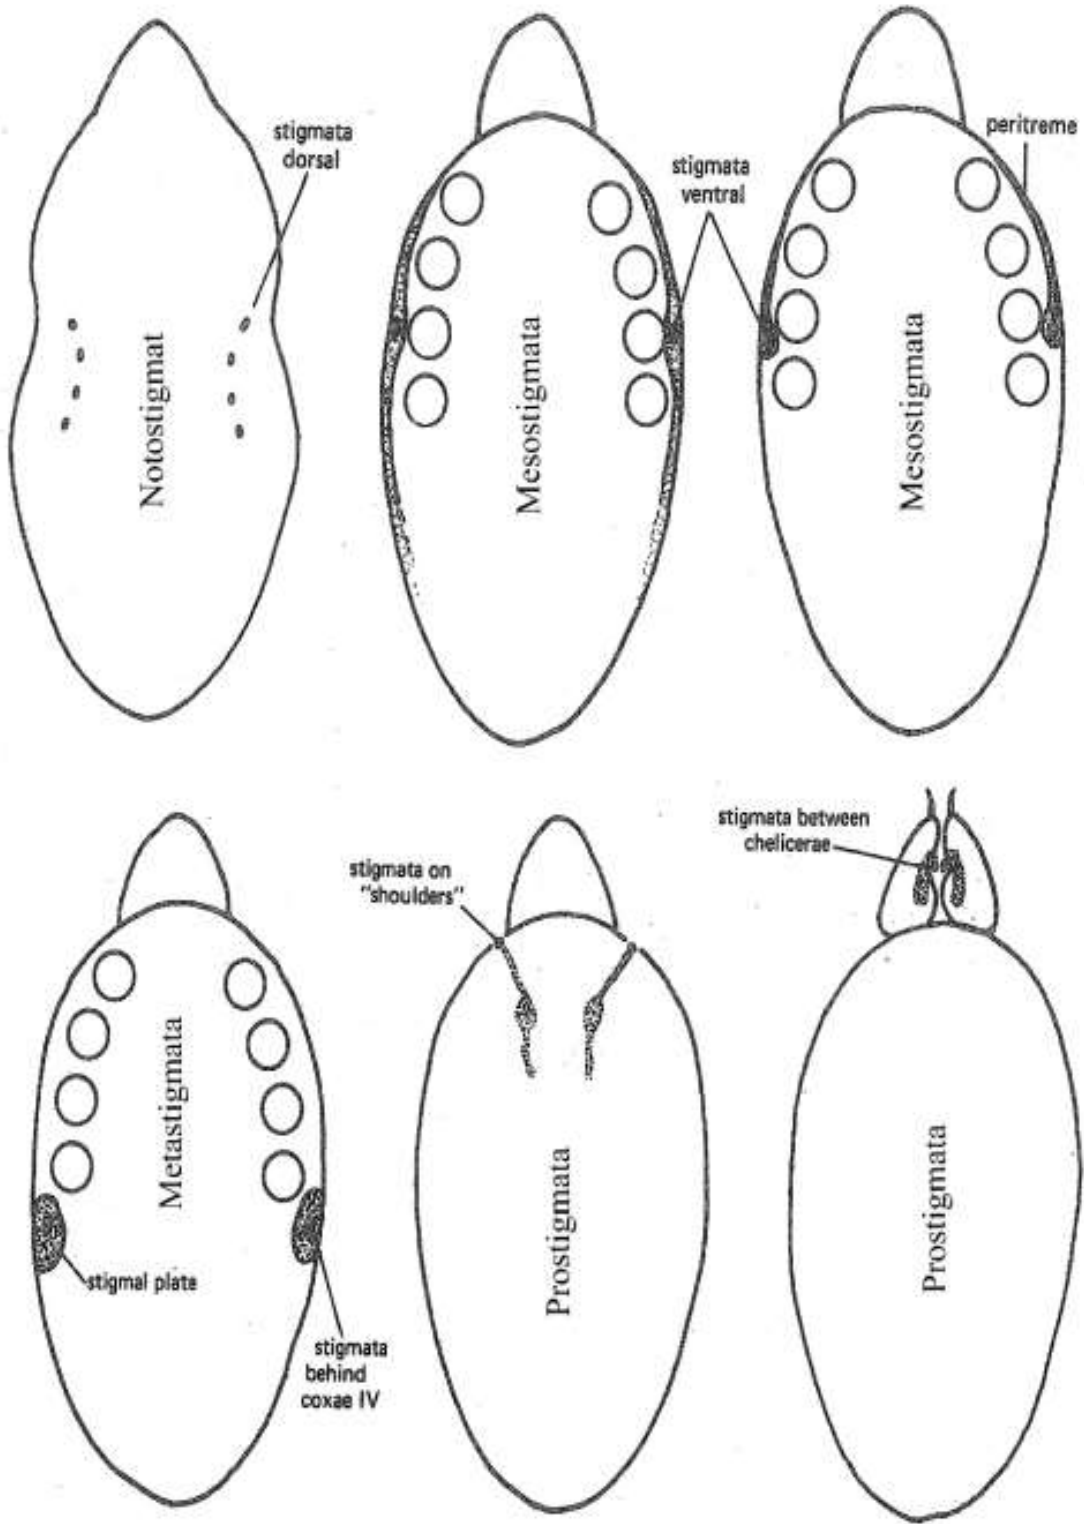 stigmata
dorsal
Notostigmat
stigmata
ventral
Mesostigmata
peritreme
Mesostigmata
Metastigmata
stigmal plate
stigmata
behind
coxae IV
stigmata on
"shoulders"
Prostigmata
stigmata between
chelicerae
Prostigmata